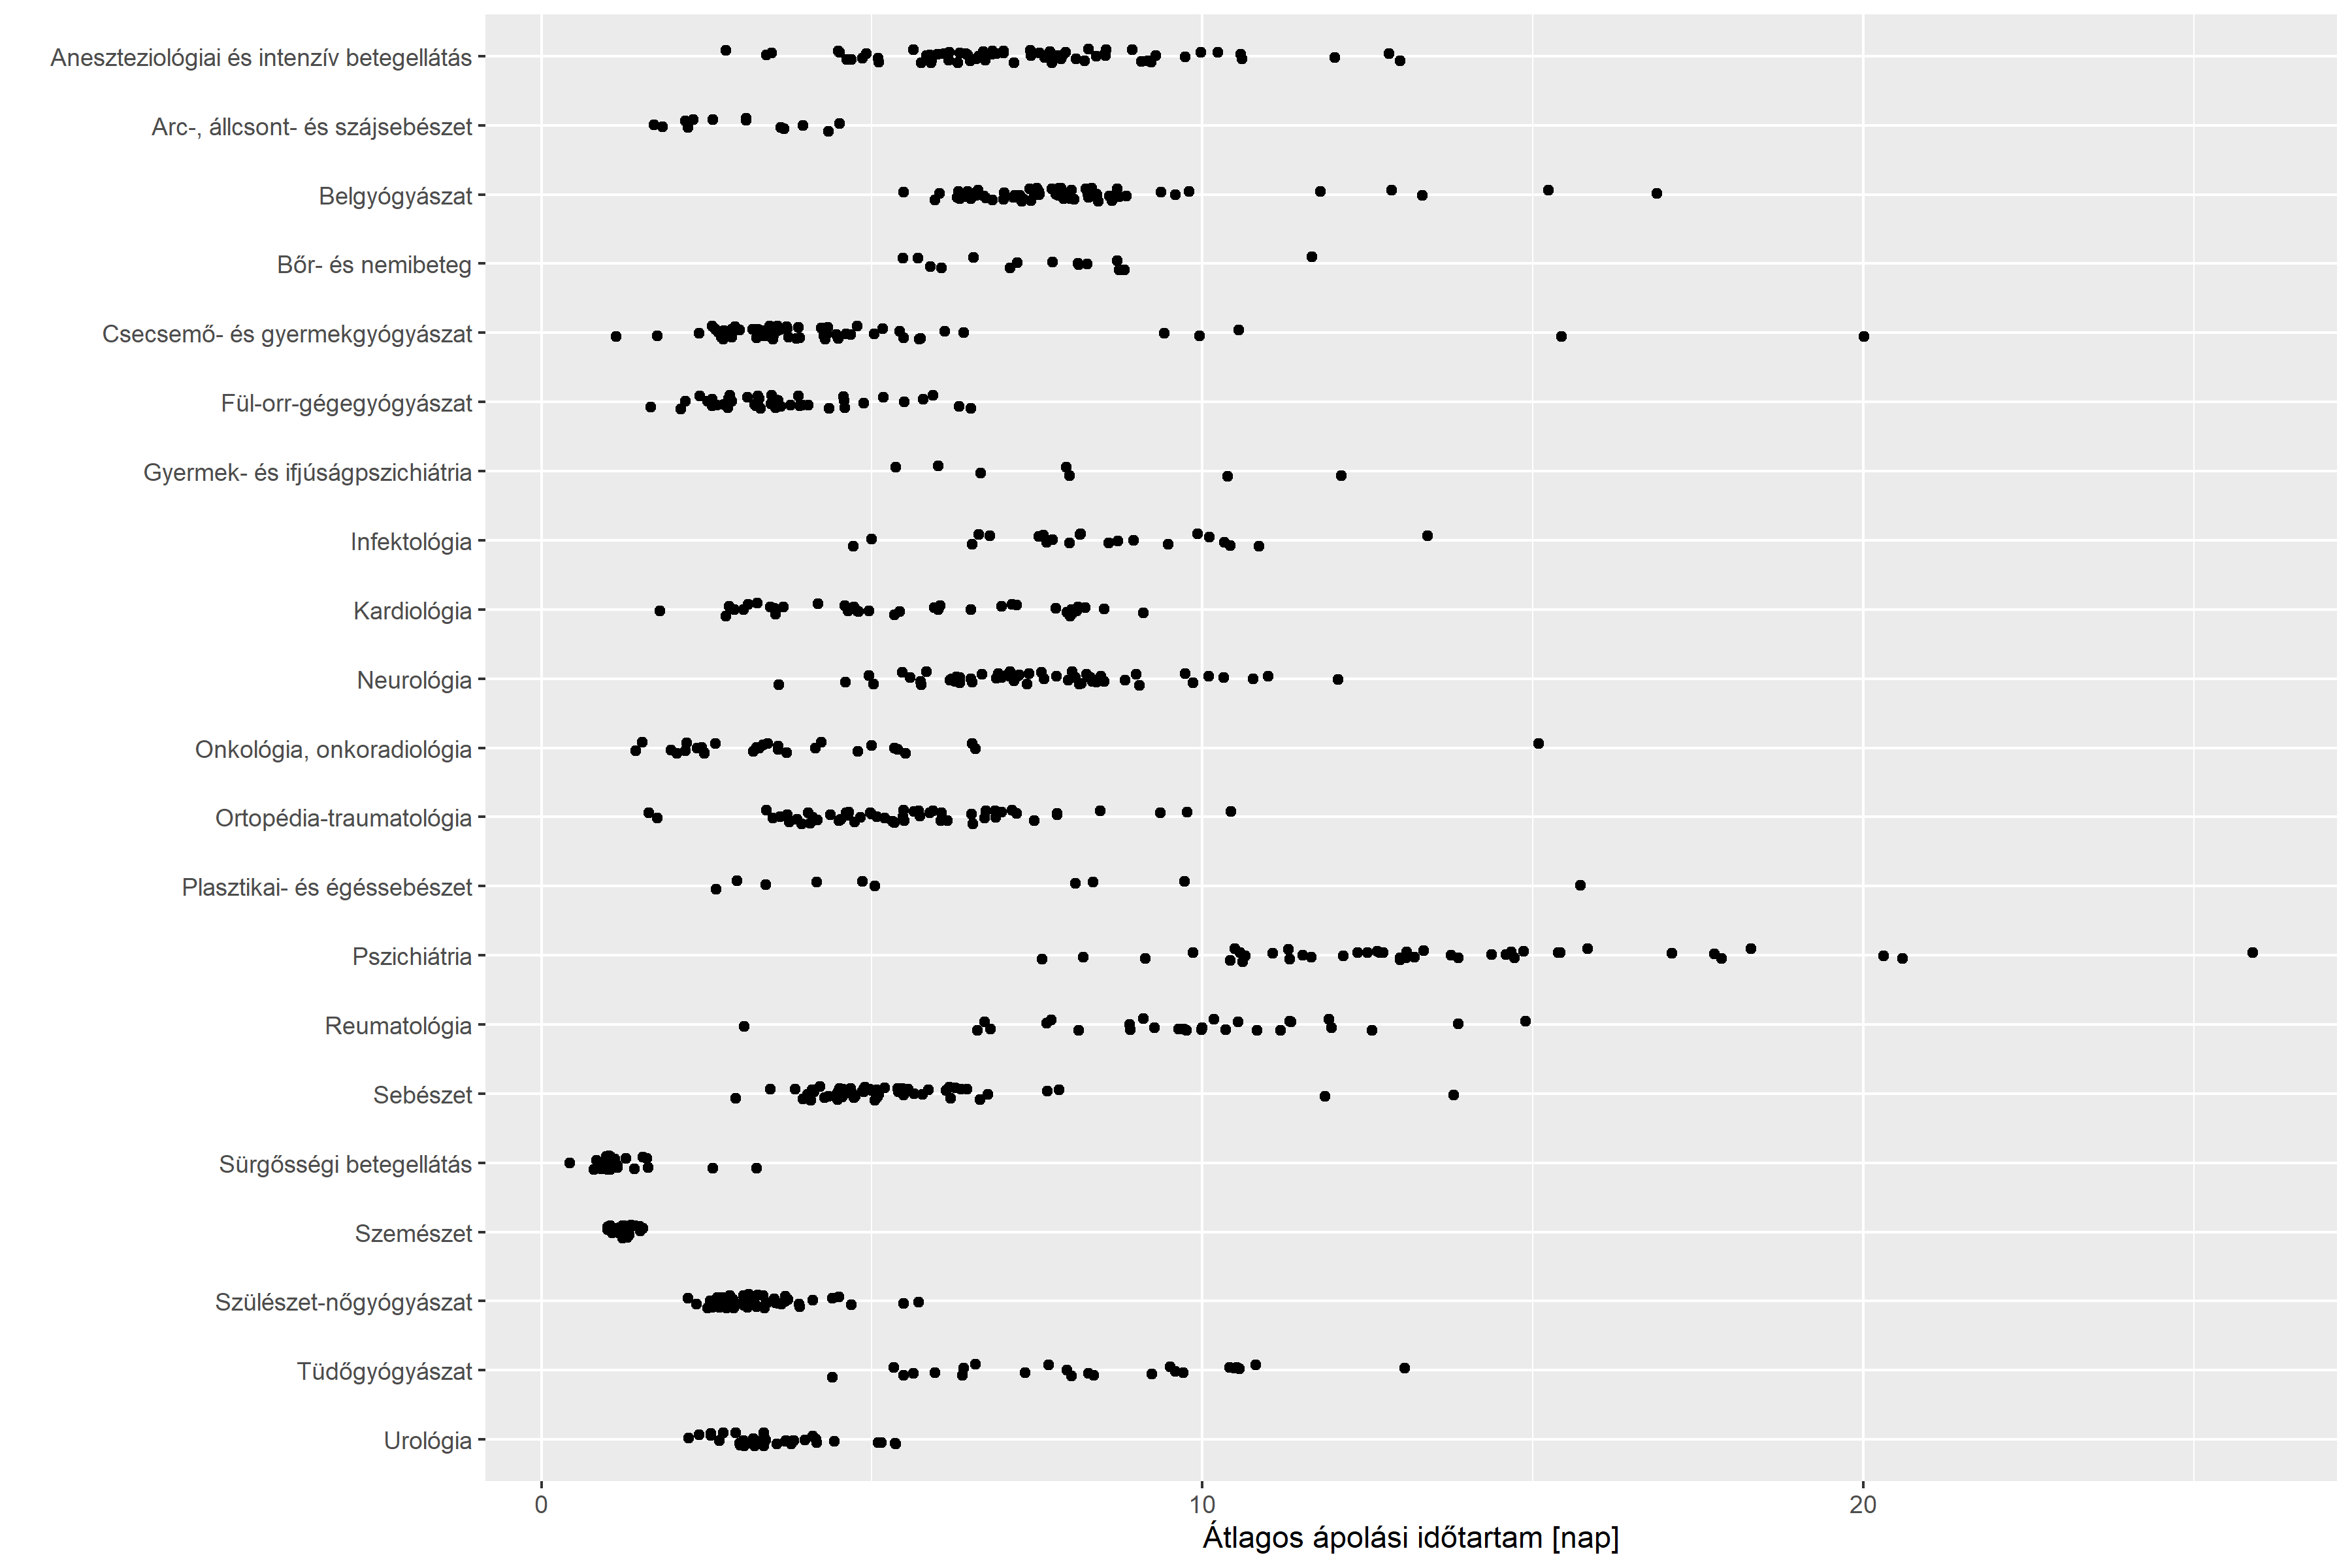 Aneszteziológiai és intenzív betegellátás
Arc-, állcsont- és szájsebészet
Belgyógyászat
Bőr- és nemibeteg
Csecsemő- és gyermekgyógyászat
Fül-orr-gégegyógyászat
Gyermek- és ifjúságpszichiátria
Infektológia
Kardiológia
Neurológia
Onkológia, onkoradiológia
Ortopédia-traumatológia
Plasztikai- és égéssebészet
Pszichiátria
Reumatológia
Sebészet
Sürgősségi betegellátás
Szemészet
Szülészet-nőgyógyászat
Tüdőgyógyászat
Urológia
0 10 20
Átlagos ápolási időtartam [nap]